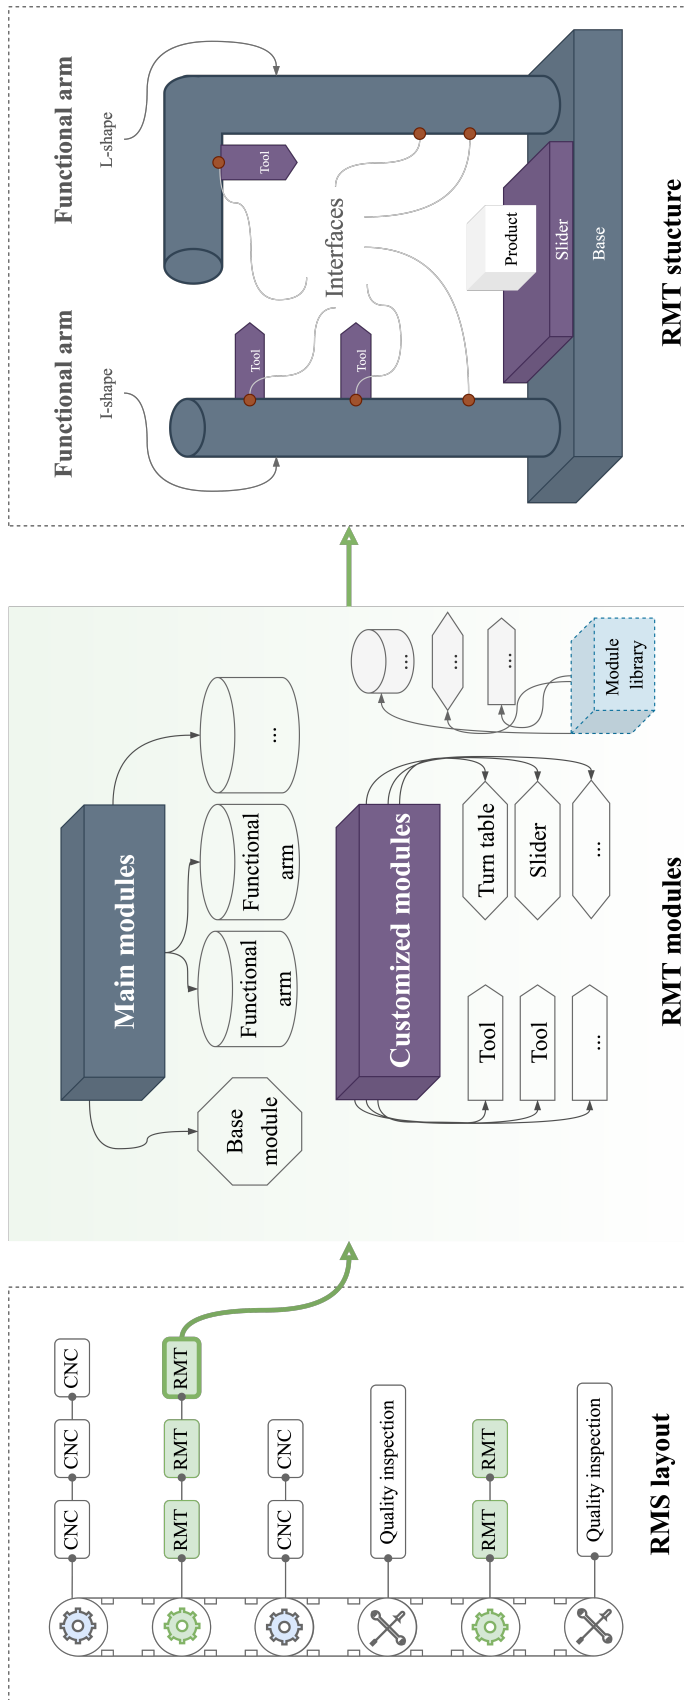 CNC
CNC
CNC
RMT
RMT
RMT
CNC
CNC
Quality inspection
RMT
RMT
Quality inspection
RMS layout
Main modules
Base
module
Functional
arm
Functional
arm
...
Customized modules
Tool
Tool
...
Turn table
Slider
...
...
...
...
Module
library
RMT modules
Functional arm
I-shape
Functional arm
L-shape
Tool
Tool
Tool
Interfaces
Product
Slider
Base
RMT stucture